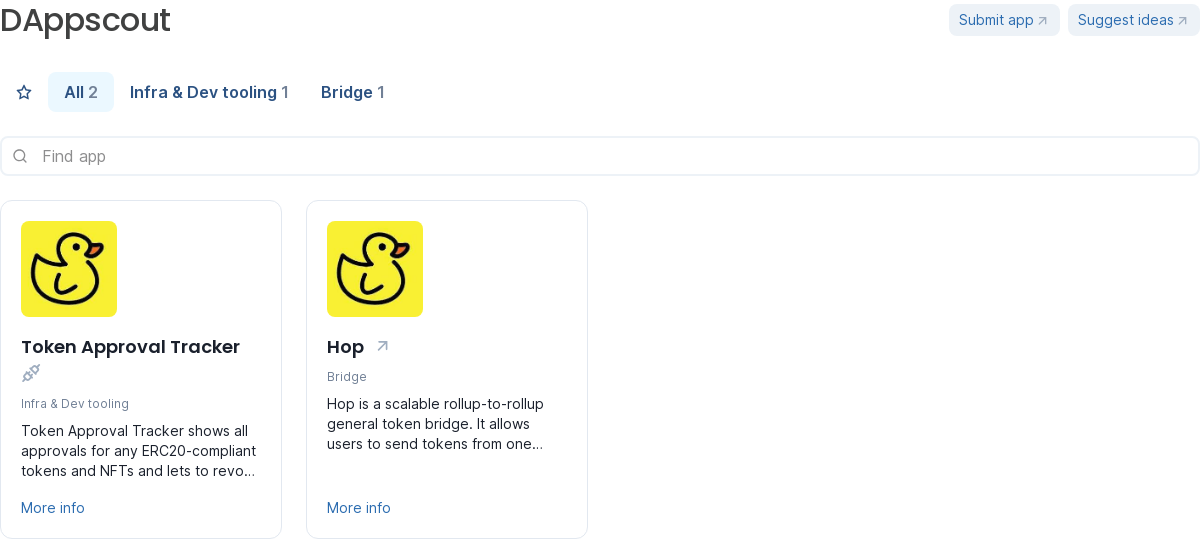 DAppscout
Submit app
Suggest ideas
All 2
Infra & Dev tooling 1
Bridge 1
Find app
Token Approval Tracker
Infra & Dev tooling
Token Approval Tracker shows all
approvals for any ERC20-compliant
tokens and NFTs and lets to revo...
More info
Hop
Bridge
Hop is a scalable rollup-to-rollup
general token bridge. It allows
users to send tokens from one...
More info